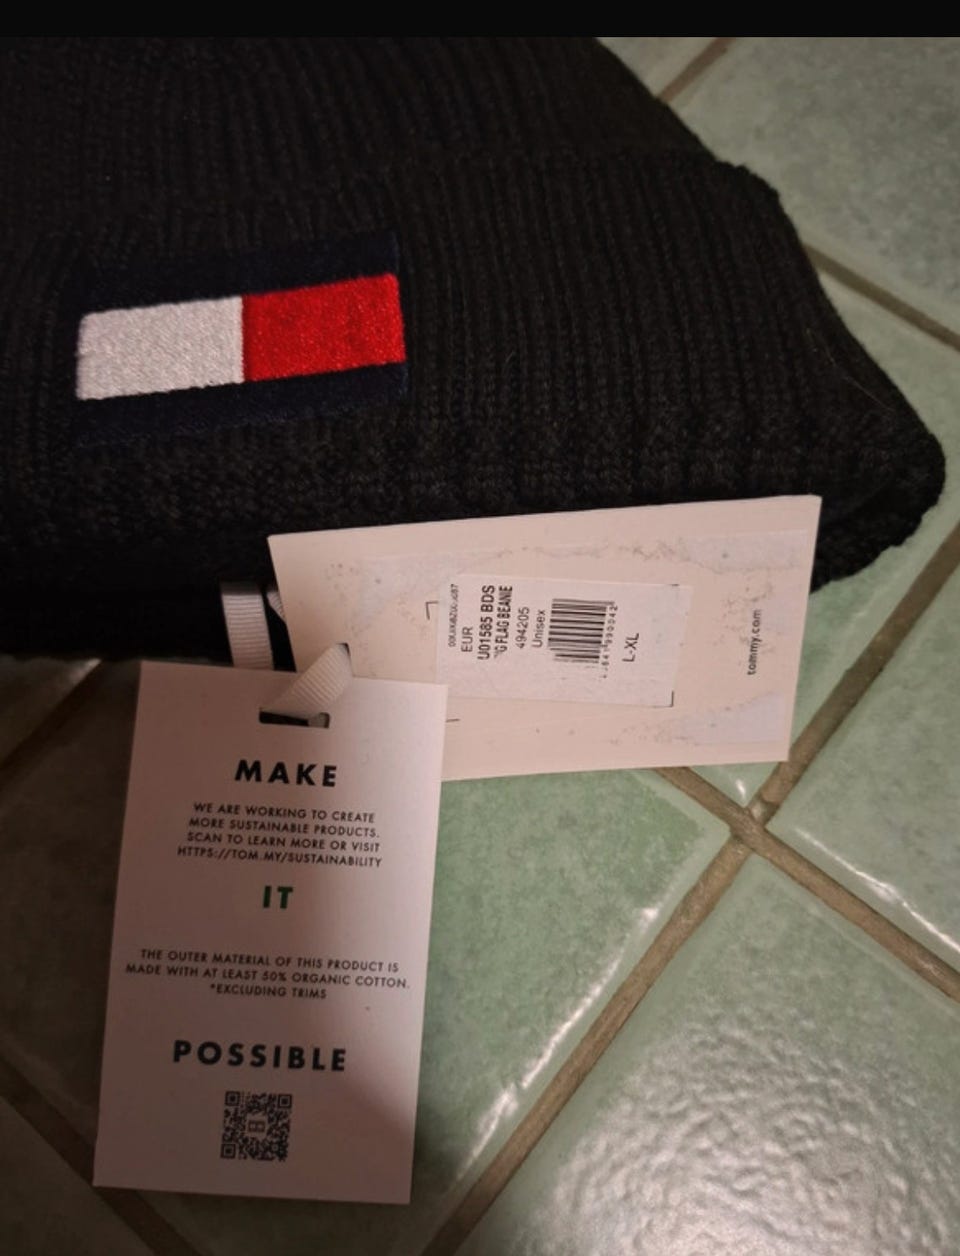 EUR
U01585 BDS
FLAG BEANIE
494205
Unisex
L-XL
tommy.com
MAKE
WE ARE WORKING TO CREATE
MORE SUSTAINABLE PRODUCTS.
SCAN TO LEARN MORE OR VISIT
HTTPS://TOM.MY/SUSTAINABILITY
IT
THE OUTER MATERIAL OF THIS PRODUCT IS
MADE WITH AT LEAST 50% ORGANIC COTTON.
*EXCLUDING TRIMS
POSSIBLE